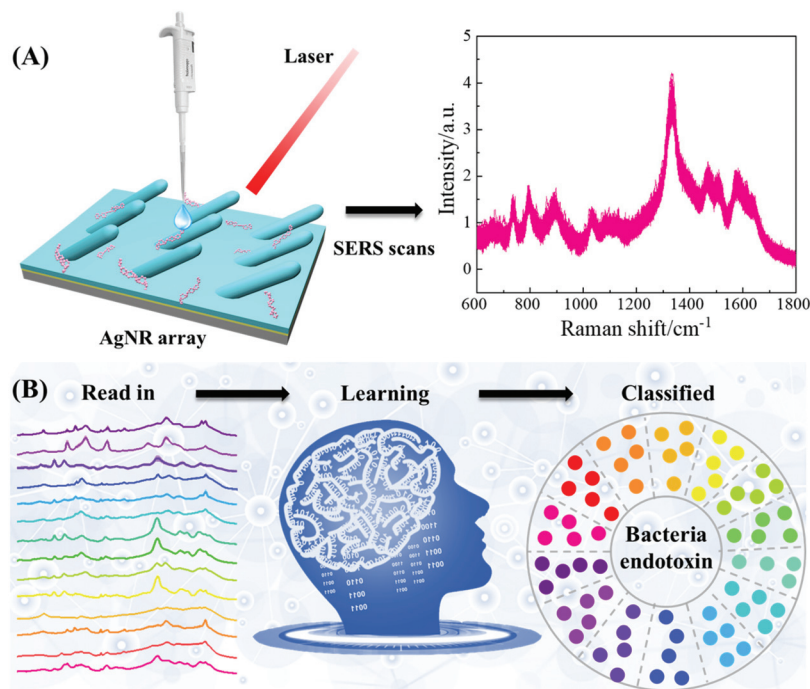 (A)
Laser
SERS scans
AgNR array
Intensity/a.u.
5
4
3
2
1
0
600 800 1000 1200 1400 1600 1800
Raman shift/cm⁻¹
(B)
Read in
Learning
Classified
Bacteria
endotoxin